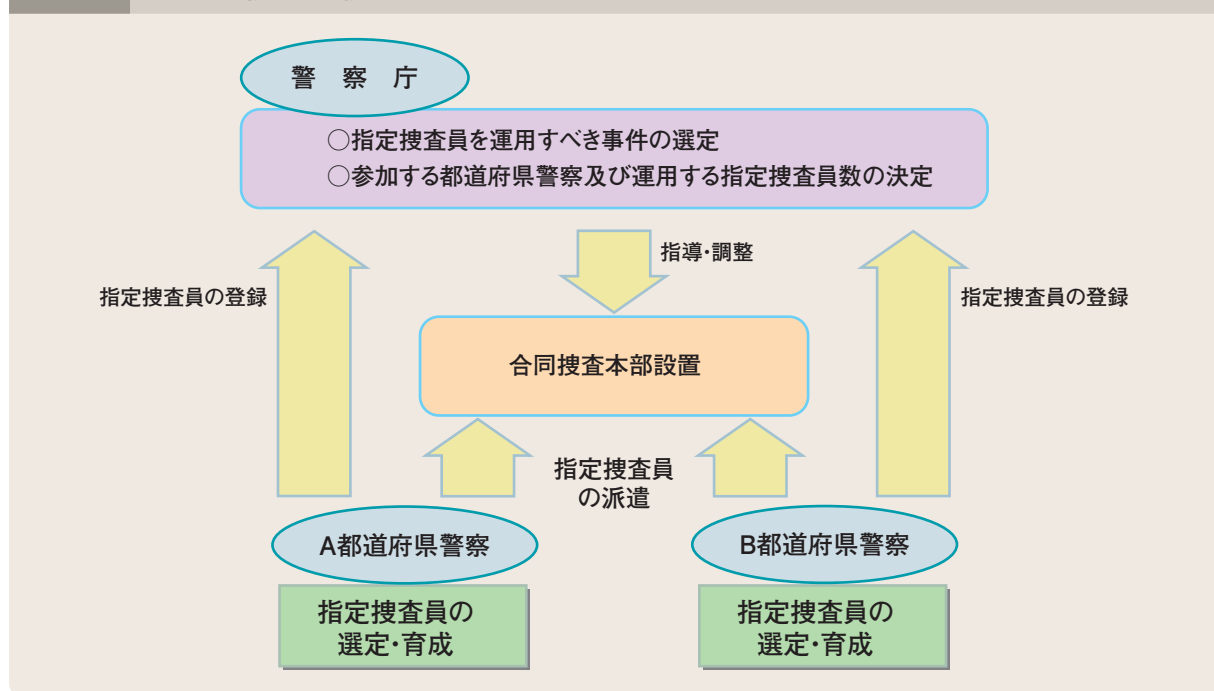 警察庁
○指定捜査員を運用すべき事件の選定
○参加する都道府県警察及び運用する指定捜査員数の決定
指定捜査員の登録
指導・調整
指定捜査員の登録
合同捜査本部設置
指定捜査員
の派遣
A都道府県警察
B都道府県警察
指定捜査員の
選定・育成
指定捜査員の
選定・育成